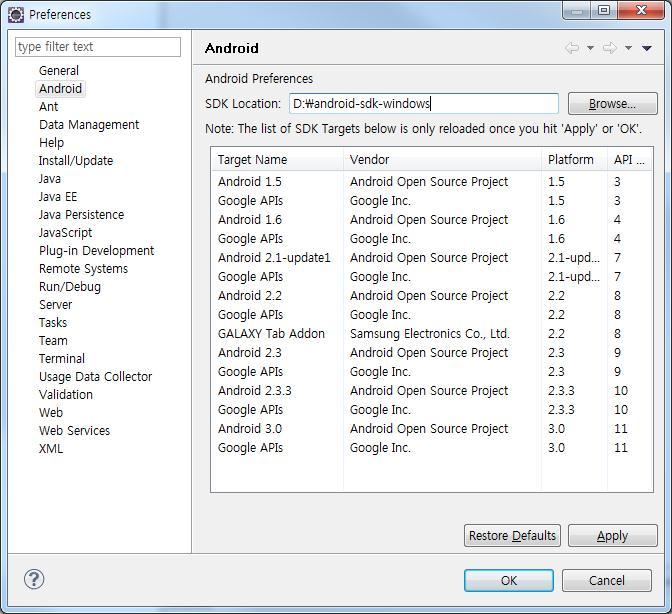 Preferences
type filter text
General
Android
Ant
Data Management
Help
Install/Update
Java
Java EE
Java Persistence
JavaScript
Plug-in Development
Remote Systems
Run/Debug
Server
Tasks
Team
Terminal
Usage Data Collector
Validation
Web
Web Services
XML
Android
Android Preferences
SDK Location: D:₩android-sdk-windows Browse...
Note: The list of SDK Targets below is only reloaded once you hit 'Apply' or 'OK'.
Target Name Vendor Platform API ...
Android 1.5 Android Open Source Project 1.5 3
Google APIs Google Inc. 1.5 3
Android 1.6 Android Open Source Project 1.6 4
Google APIs Google Inc. 1.6 4
Android 2.1-update1 Android Open Source Project 2.1-upd... 7
Google APIs Google Inc. 2.1-upd... 7
Android 2.2 Android Open Source Project 2.2 8
Google APIs Google Inc. 2.2 8
GALAXY Tab Addon Samsung Electronics Co., Ltd. 2.2 8
Android 2.3 Android Open Source Project 2.3 9
Google APIs Google Inc. 2.3 9
Android 2.3.3 Android Open Source Project 2.3.3 10
Google APIs Google Inc. 2.3.3 10
Android 3.0 Android Open Source Project 3.0 11
Google APIs Google Inc. 3.0 11
Restore Defaults Apply
? OK Cancel